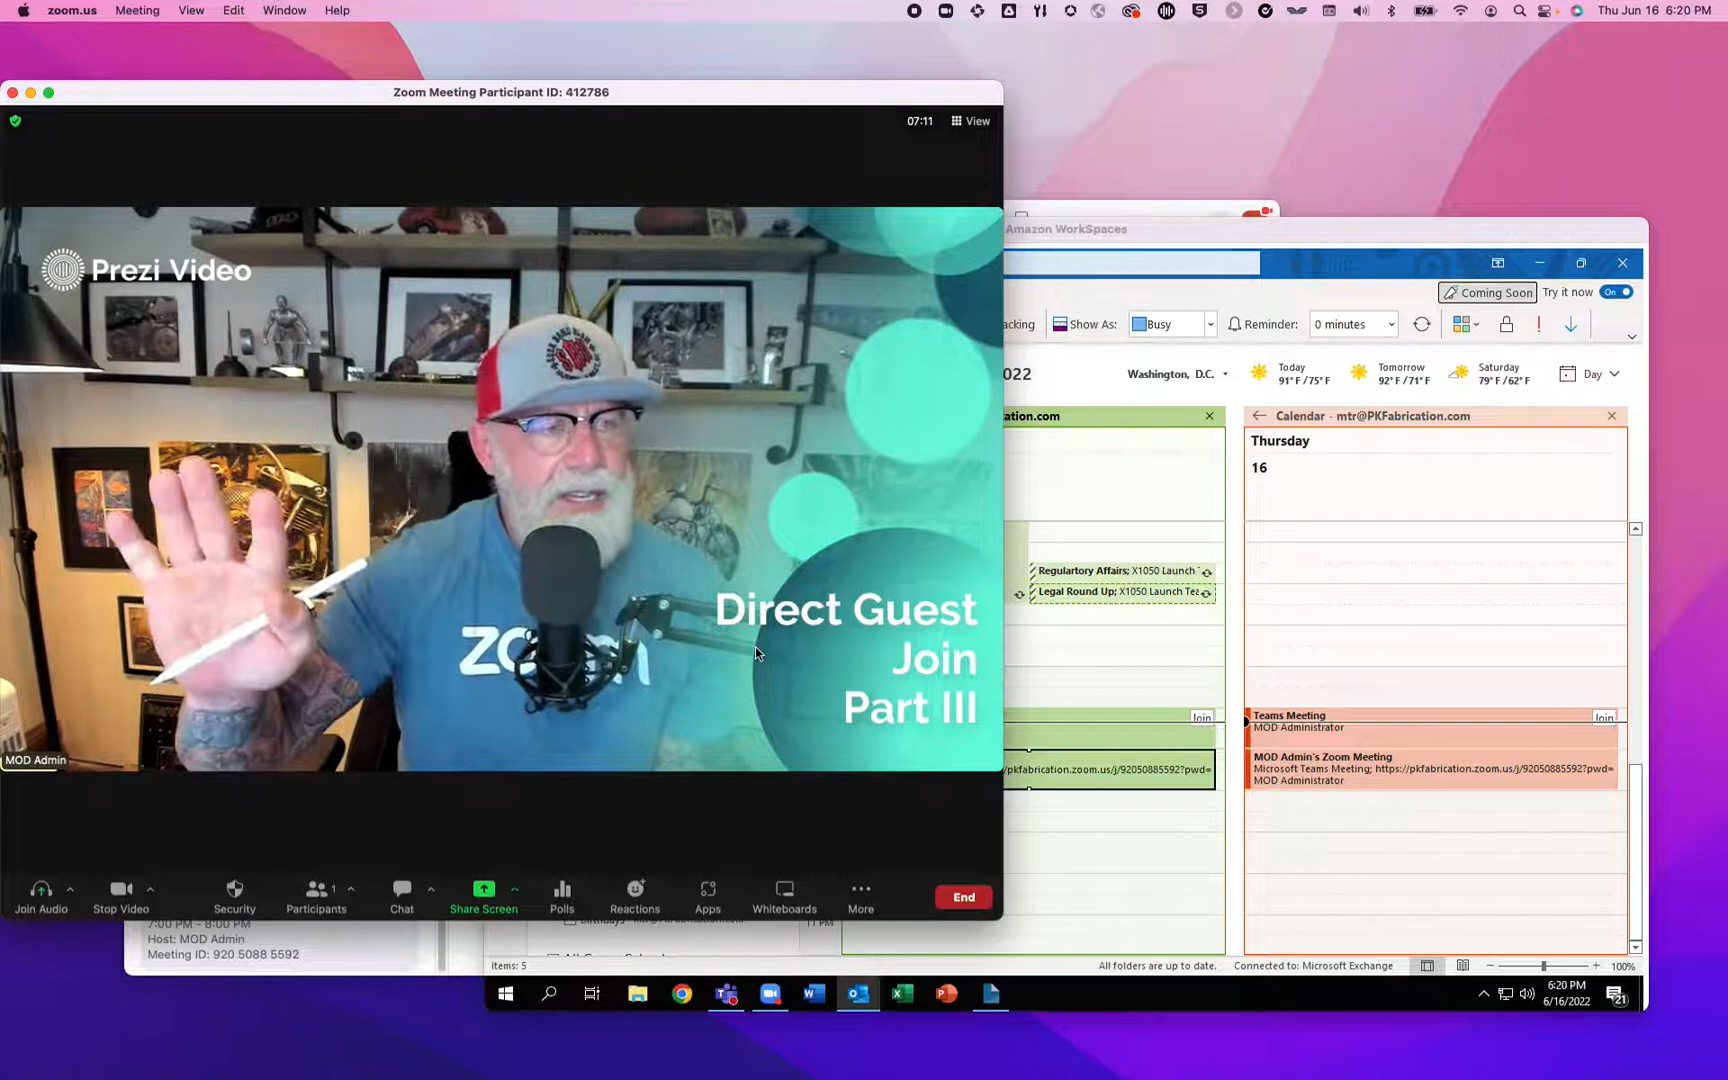 zoom.us Meeting View Edit Window Help
Thu Jun 16 6:20 PM
Zoom Meeting Participant ID: 412786
07:11 View
Prezi Video
zoom
Direct Guest
Join
Part III
MOD Admin
Join Audio
Stop Video
Security
Participants 1
Chat
Share Screen
Polls
Reactions
Apps
Whiteboards
More
End
7:00 PM - 8:00 PM
Host: MOD Admin
Meeting ID: 920 5088 5592
Amazon WorkSpaces
Coming Soon
Try it now
On
acking
Show As:
Busy
Reminder:
0 minutes
022
Washington, D.C.
Today
91°F/75°F
Tomorrow
92°F/71°F
Saturday
79°F/62°F
Day
ation.com
Calendar - mtr@PKFabrication.com
Thursday
16
Regulartory Affairs; X1050 Launch
Legal Round Up; X1050 Launch Tea
Join
/pkfabrication.zoom.us/j/92050885592?pwd=
Teams Meeting
MOD Administrator
Join
MOD Admin's Zoom Meeting
Microsoft Teams Meeting; https://pkfabrication.zoom.us/j/92050885592?pwd=
MOD Administrator
11 PM
Items: 5
All folders are up to date.
Connected to: Microsoft Exchange
100%
6:20 PM
6/16/2022
21